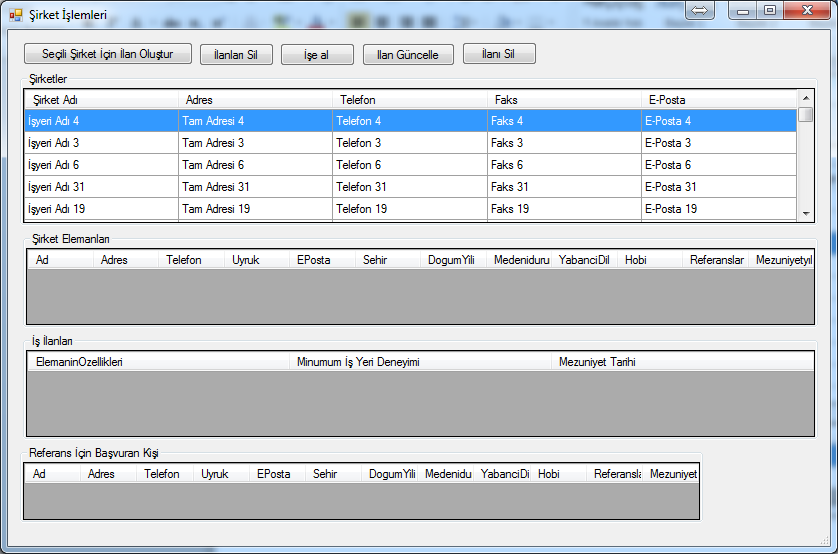 Şirket İşlemleri
Seçili Şirket İçin İlan Oluştur İlanları Sil İşe al İlan Güncelle İlanı Sil
Şirketler
Şirket Adı Adres Telefon Faks E-Posta
İşyeri Adı 4 Tam Adresi 4 Telefon 4 Faks 4 E-Posta 4
İşyeri Adı 3 Tam Adresi 3 Telefon 3 Faks 3 E-Posta 3
İşyeri Adı 6 Tam Adresi 6 Telefon 6 Faks 6 E-Posta 6
İşyeri Adı 31 Tam Adresi 31 Telefon 31 Faks 31 E-Posta 31
İşyeri Adı 19 Tam Adresi 19 Telefon 19 Faks 19 E-Posta 19
Şirket Elemanları
Ad Adres Telefon Uyruk EPosta Sehir DogumYili Medeniduru YabanciDil Hobi Referanslar Mezuniyetyıl
İş İlanları
ElemaninOzellikleri Minumum İş Yeri Deneyimi Mezuniyet Tarihi
Referans İçin Başvuran Kişi
Ad Adres Telefon Uyruk EPosta Sehir DogumYili Medenidu YabanciDi Hobi Referansla Mezuniyet